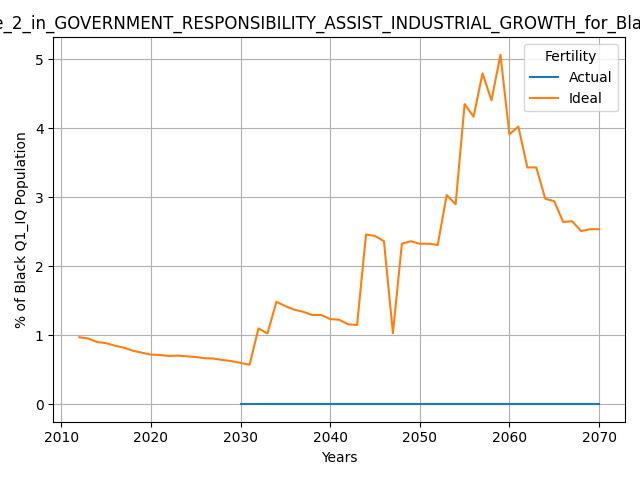 e_2_in_GOVERNMENT_RESPONSIBILITY_ASSIST_INDUSTRIAL_GROWTH_for_Bla
Fertility
Actual
Ideal
% of Black Q1_IQ Population
5
4
3
2
1
0
2010 2020 2030 2040 2050 2060 2070
Years